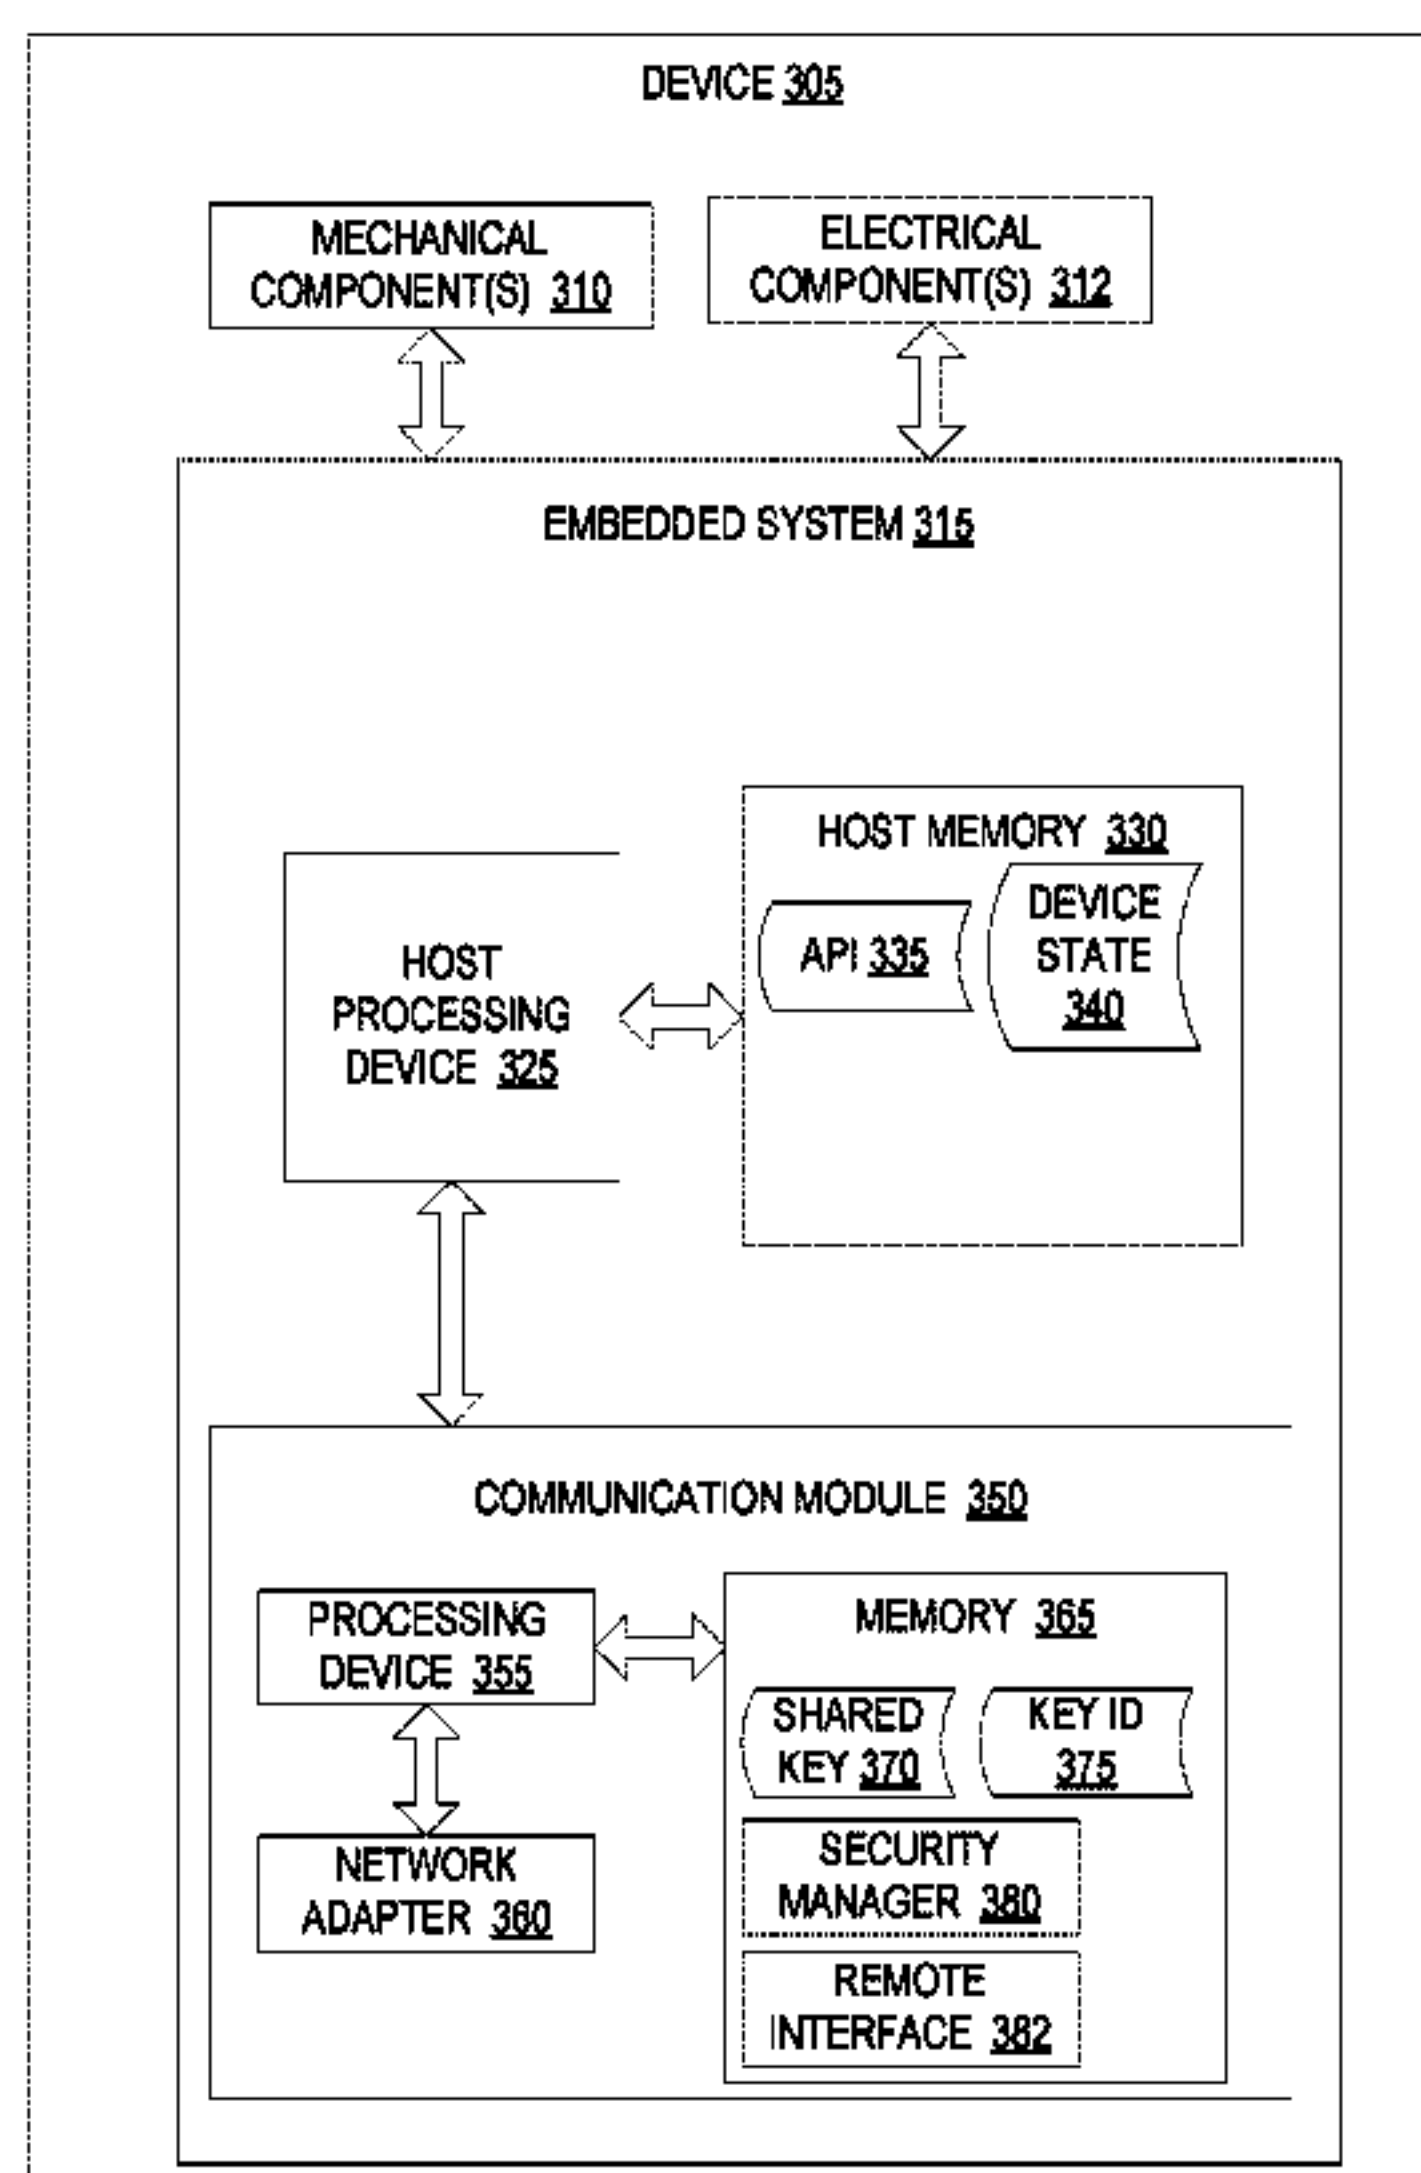 DEVICE 305
MECHANICAL
COMPONENT(S) 310
ELECTRICAL
COMPONENT(S) 312
EMBEDDED SYSTEM 315
HOST MEMORY 330
API 335
DEVICE
STATE
340
HOST
PROCESSING
DEVICE 325
COMMUNICATION MODULE 350
PROCESSING
DEVICE 355
MEMORY 365
SHARED
KEY 370
KEY ID
375
NETWORK
ADAPTER 360
SECURITY
MANAGER 380
REMOTE
INTERFACE 382